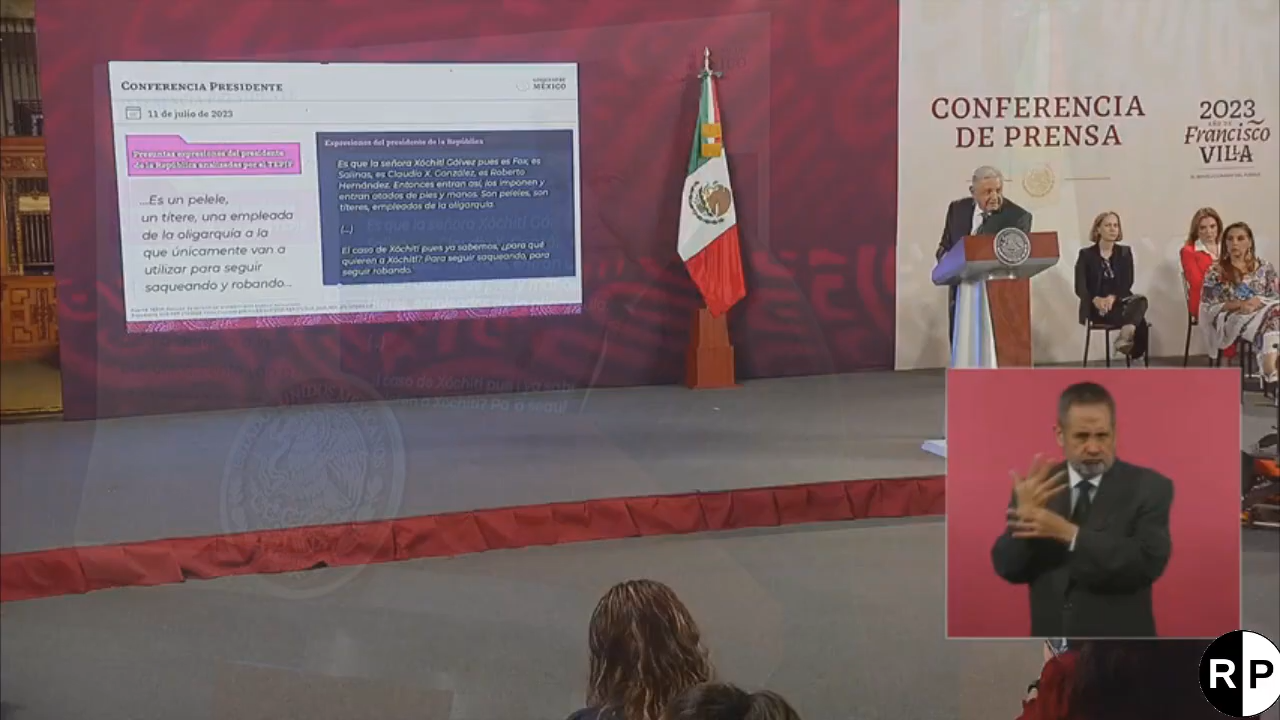 CONFERENCIA PRESIDENTE
GOBIERNO DE
MÉXICO
11 de julio de 2023
Presuntas expresiones del presidente
de la República analizadas por el TEPJF
...Es un pelele,
un títere, una empleada
de la oligarquía a la
que únicamente van a
utilizar para seguir
saqueando y robando...
Expresiones del presidente de la República
Es que la señora Xóchitl Gálvez pues es Fox, es
Salinas, es Claudio X. González, es Roberto
Hernández. Entonces entran así, los imponen y
entran atados de pies y manos. Son peleles, son
títeres, empleados de la oligarquía.
(...)
El caso de Xóchitl pues ya sabemos, ¿para qué
quieren a Xóchitl? Para seguir saqueando, para
seguir robando.
CONFERENCIA
DE PRENSA
2023
AÑO DE
Francisco
VILLA
EL REVOLUCIONARIO DEL PUEBLO
RP